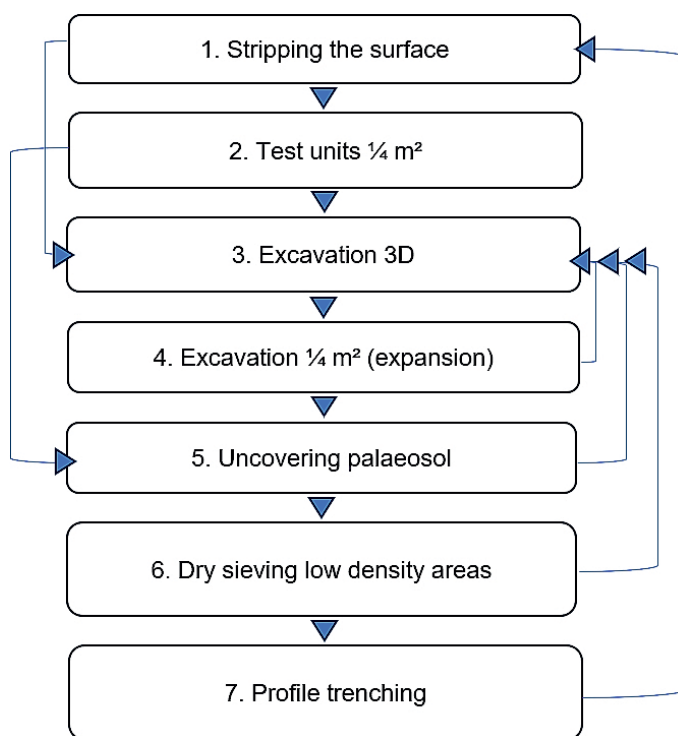 1. Stripping the surface
2. Test units ¼ m²
3. Excavation 3D
4. Excavation ¼ m² (expansion)
5. Uncovering palaeosol
6. Dry sieving low density areas
7. Profile trenching